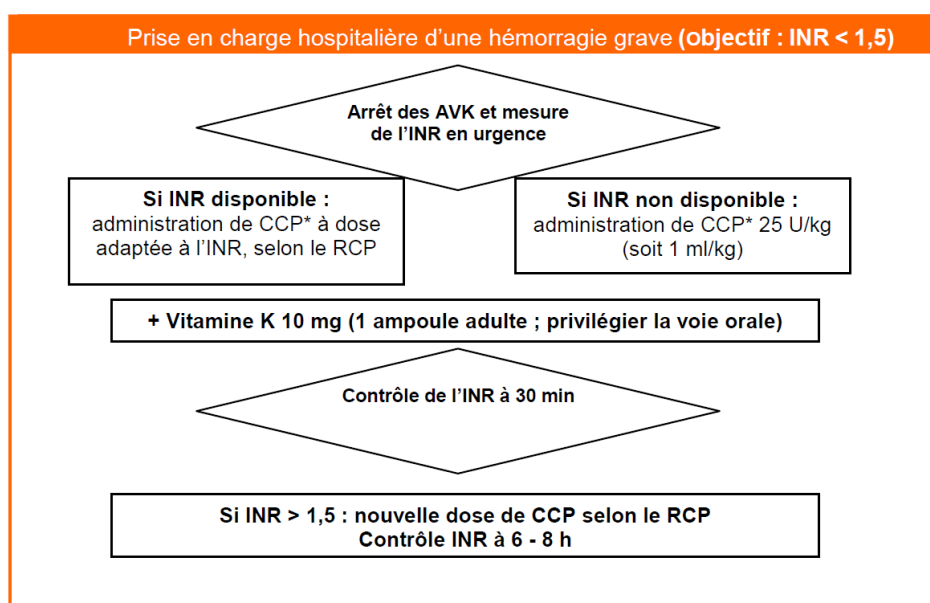 Prise en charge hospitalière d'une hémorragie grave (objectif : INR < 1,5)
Arrêt des AVK et mesure
de l'INR en urgence
Si INR disponible :
administration de CCP* à dose
adaptée à l'INR, selon le RCP
Si INR non disponible :
administration de CCP* 25 U/kg
(soit 1 ml/kg)
+ Vitamine K 10 mg (1 ampoule adulte ; privilégier la voie orale)
Contrôle de l'INR à 30 min
Si INR > 1,5 : nouvelle dose de CCP selon le RCP
Contrôle INR à 6 - 8 h